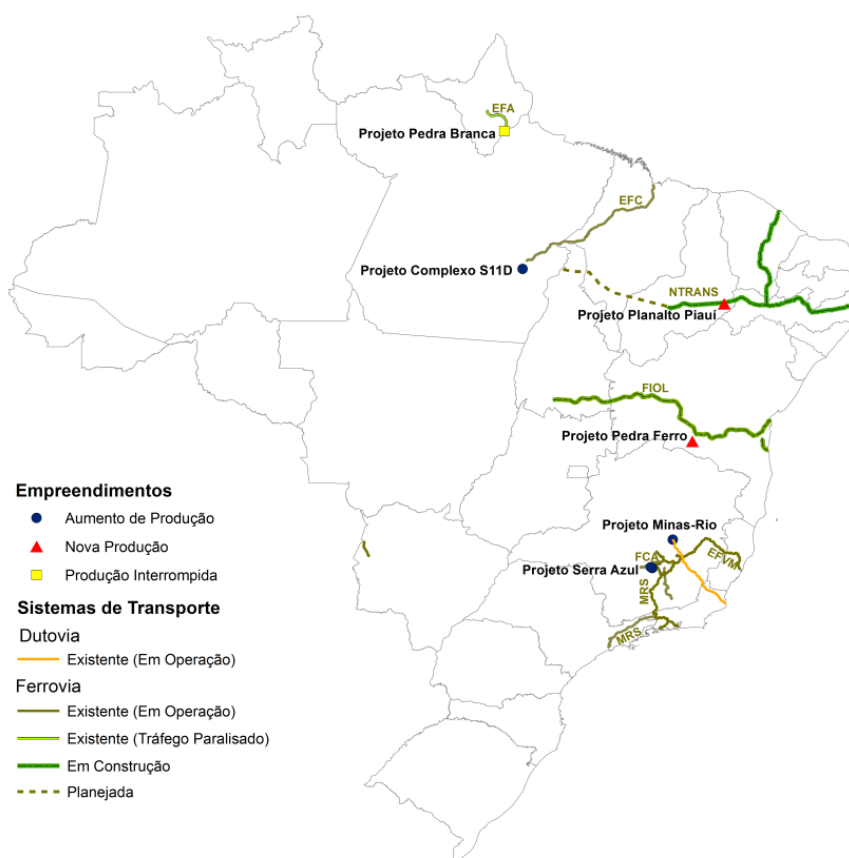 EFA
Projeto Pedra Branca
EFC
Projeto Complexo S11D
NTRANS
Projeto Planalto Piauí
FIOL
Projeto Pedra Ferro
Projeto Minas-Rio
FCA
EFVM
Projeto Serra Azul
MRS
MRS
Empreendimentos
Aumento de Produção
Nova Produção
Produção Interrompida
Sistemas de Transporte
Dutovia
Existente (Em Operação)
Ferrovia
Existente (Em Operação)
Existente (Tráfego Paralisado)
Em Construção
Planejada